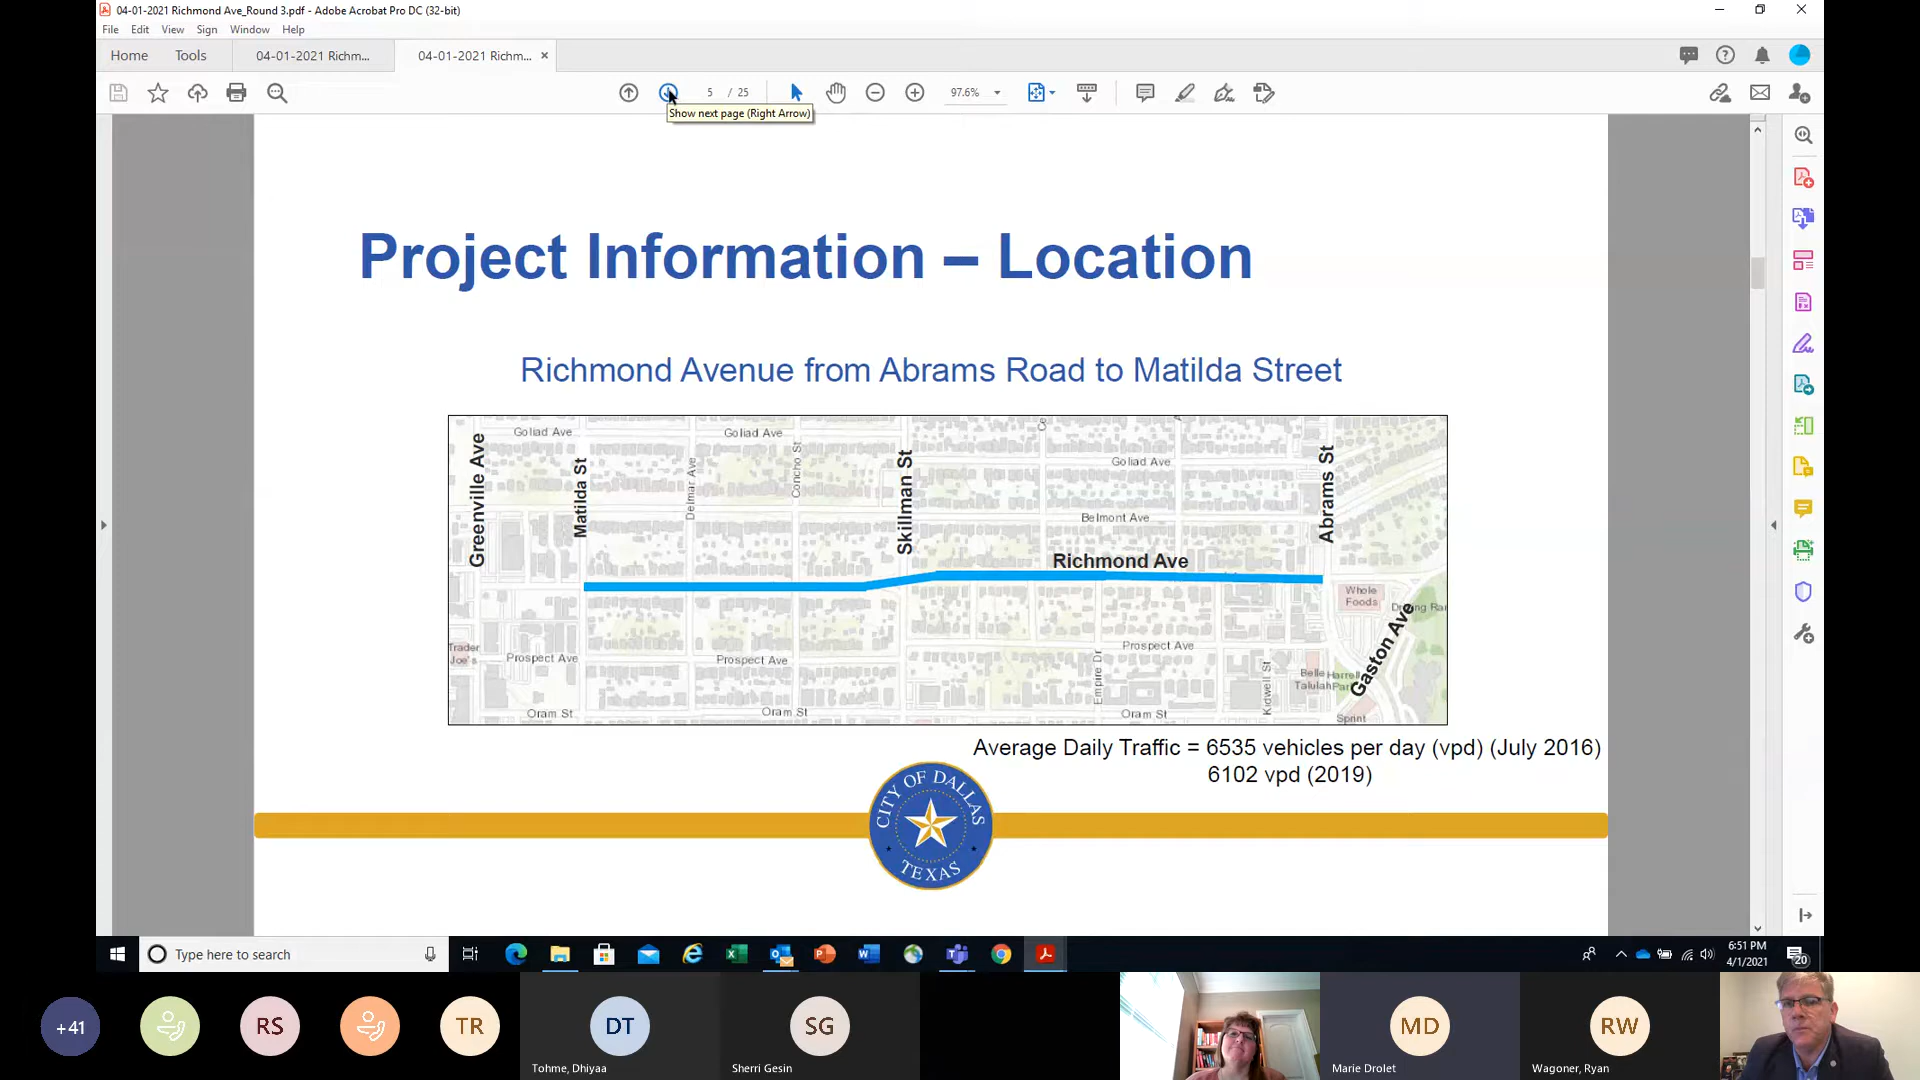 04-01-2021 Richmond Ave_Round 3.pdf - Adobe Acrobat Pro DC (32-bit)
File Edit View Sign Window Help
Home Tools 04-01-2021 Richm... 04-01-2021 Richm... ×
5 / 25 97.6%
Show next page (Right Arrow)
Project Information – Location
Richmond Avenue from Abrams Road to Matilda Street
Greenville Ave
Goliad Ave
Matilda St
Delmar Ave
Goliad Ave
Concho St
Skillman St
Goliad Ave
Belmont Ave
Abrams St
Richmond Ave
Whole
Foods
Gaston Ave
Trader
Joe's
Prospect Ave
Prospect Ave
Prospect Ave
Empire Dr
Kidwell St
Belle
Talulah
Harrell
Park
Oram St
Oram St
Oram St
Sprint
Average Daily Traffic = 6535 vehicles per day (vpd) (July 2016)
6102 vpd (2019)
CITY OF DALLAS
TEXAS
Type here to search
6:51 PM
4/1/2021
20
+41 RS TR DT SG MD RW
Tohme, Dhiyaa Sherri Gesin Marie Drolet Wagoner, Ryan